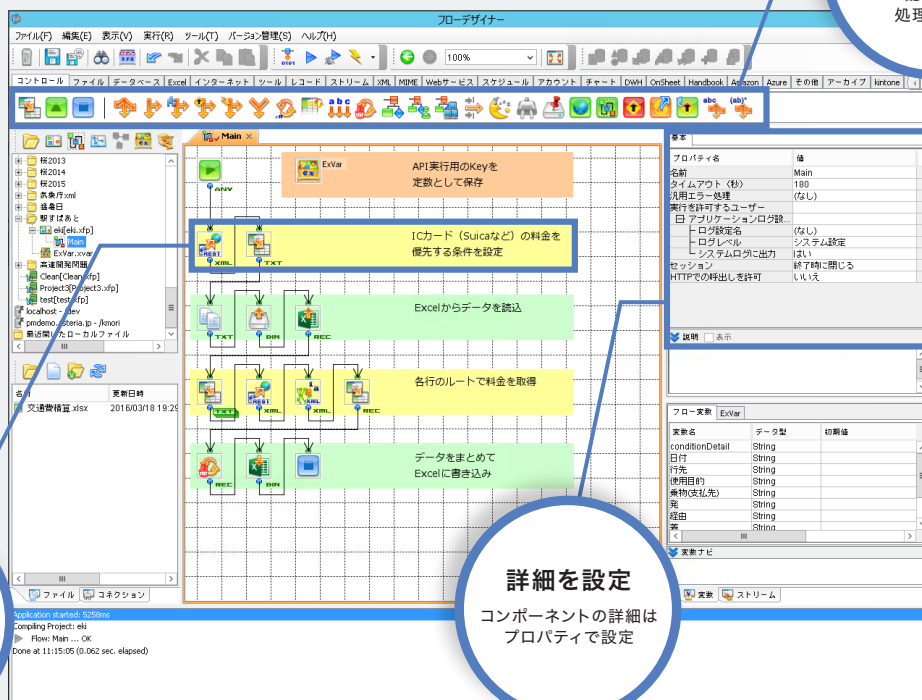 処理
フローデザイナー
ファイル(F) 編集(E) 表示(V) 実行(R) ツール(T) バージョン管理(S) ヘルプ(H)
100%
コントロール ファイル データベース Excel インターネット ツール レコード ストリーム XML MIME Webサービス スケジュール アカウント チャート DWH OnSheet Handbook Amazon Azure その他 アーカイブ kintone
Main
桜2013
桜2014
桜2015
気象庁xml
猛暑日
駅すぱあと
eki[eki.xfp]
Main
ExVar.xvar
高速開発問題
Clean[Clean.xfp]
Project3[Project3.xfp]
test[test.xfp]
localhost - /dev
- /kmori
最近開いたローカルファイル
更新日時
交通費積算.xlsx 2016/03/18 19:29
ファイル コネクション
ANY
ExVar
API実行用のKeyを
定数として保存
ICカード（Suicaなど）の料金を
優先する条件を設定
REST
XML TXT
Excelからデータを読込
TXT BIN REC
各行のルートで料金を取得
REST
TXT XML XML REC
データをまとめて
Excelに書き込み
REC BIN
基本
プロパティ名 値
名前 Main
タイムアウト（秒） 180
汎用エラー処理 (なし)
実行を許可するユーザー
アプリケーションログ設...
ログ設定名 (なし)
ログレベル システム設定
システムログに出力 はい
セッション 終了時に閉じる
HTTPでの呼出しを許可 いいえ
説明 表示
フロー変数 ExVar
変数名 データ型 初期値
conditionDetail String
日付 String
行先 String
使用目的 String
乗物(支払先) String
発 String
経由 String
着 String
変数ナビ
変数 ストリーム
詳細を設定
コンポーネントの詳細は
プロパティで設定
Application started: 5258ms
Compiling Project: eki
Flow: Main ... OK
Done at 11:15:05 (0.062 sec. elapsed)